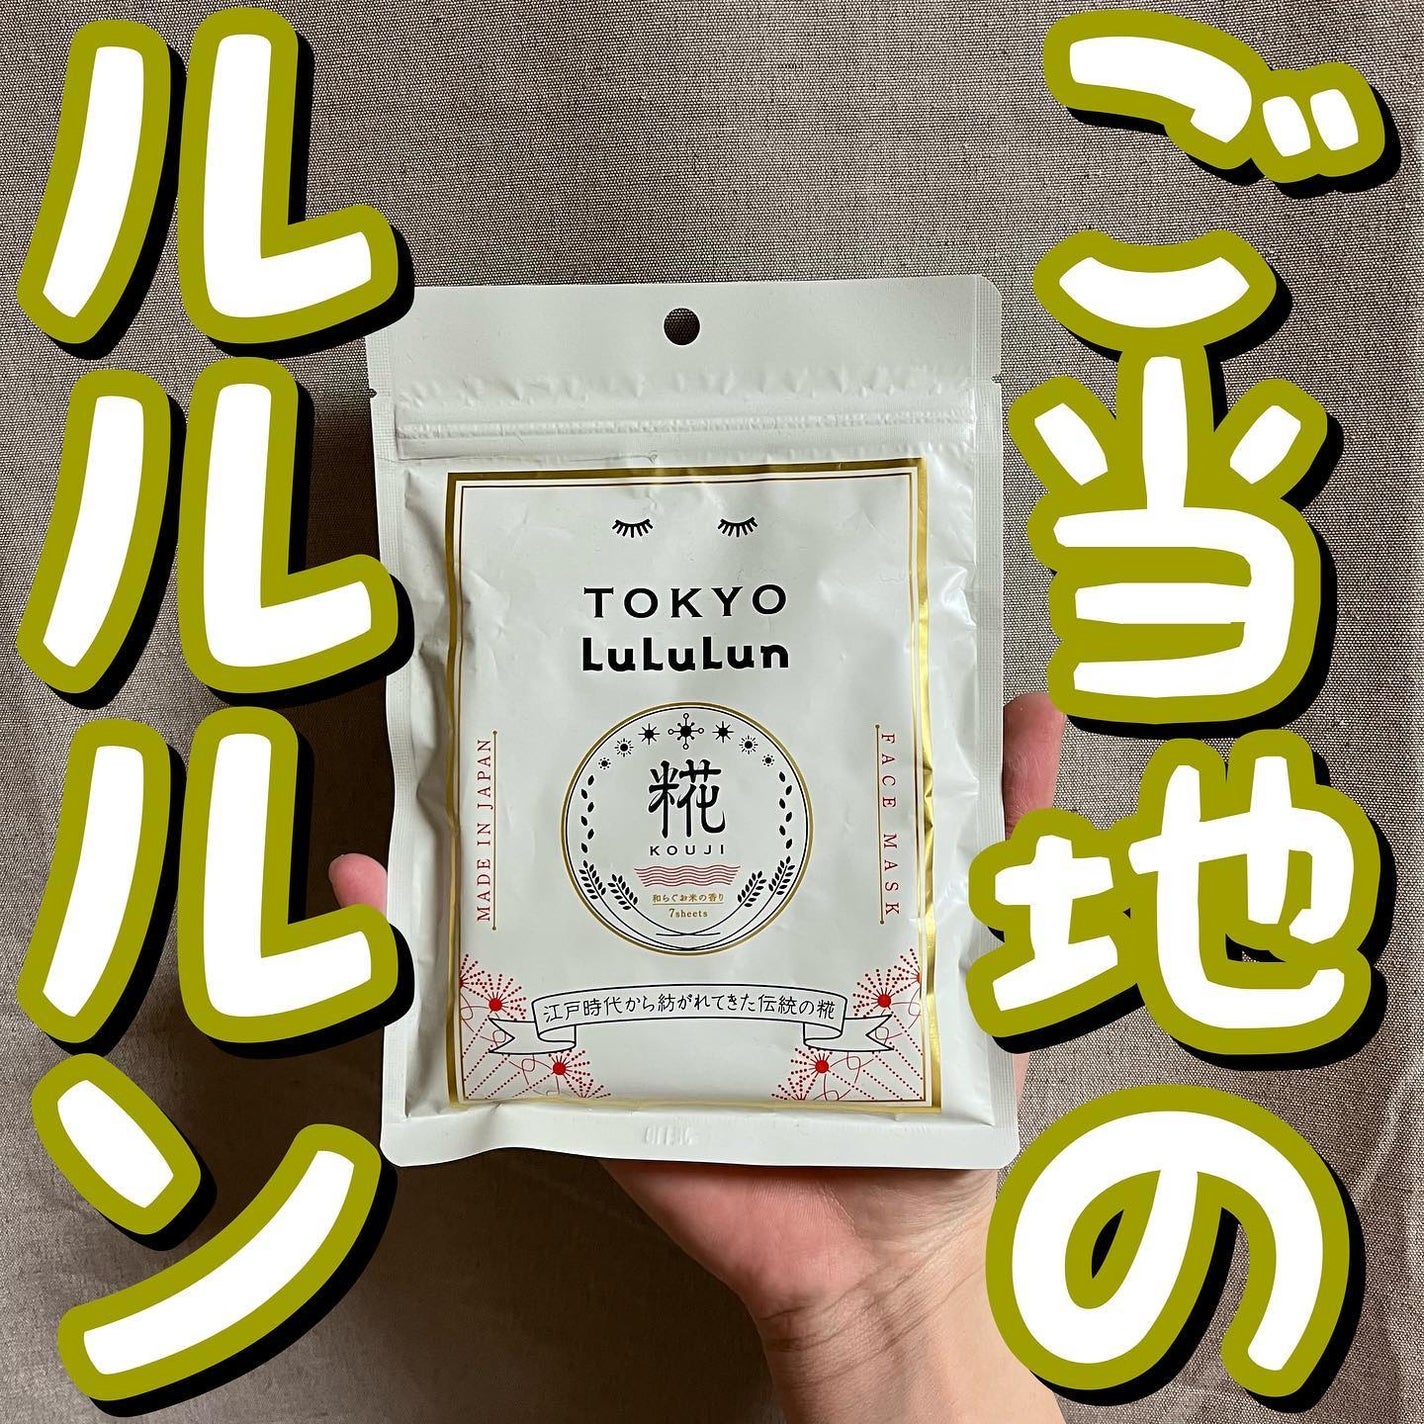 ご当地の
ルルルン
TOKYO
LuLuLun
糀
KOUJI
和らぐお米の香り
7sheets
MADE IN JAPAN
FACE MASK
江戸時代から紡がれてきた伝統の糀